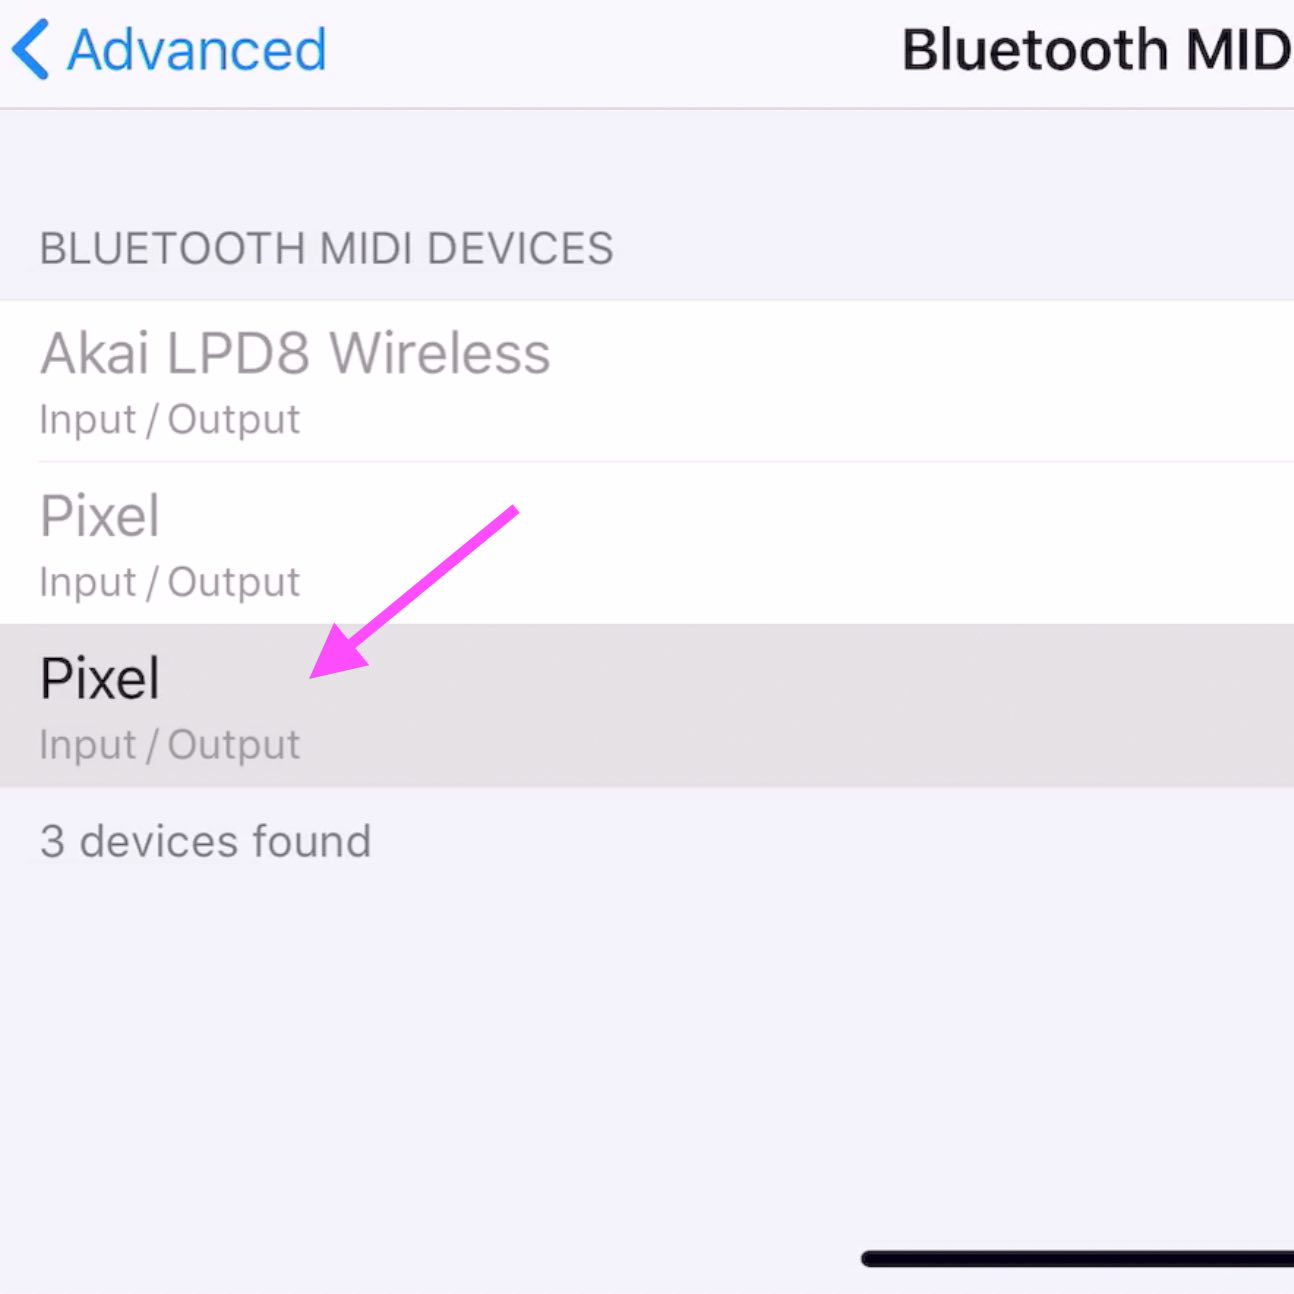 Advanced
Bluetooth MID
BLUETOOTH MIDI DEVICES
Akai LPD8 Wireless
Input / Output
Pixel
Input / Output
Pixel
Input / Output
3 devices found